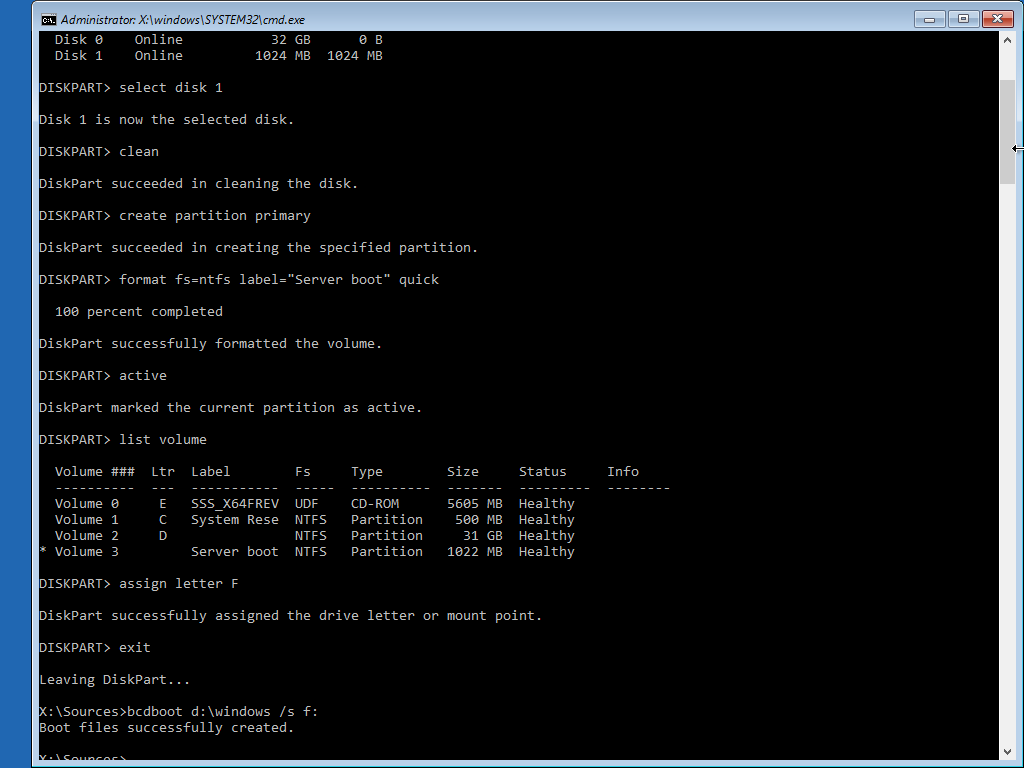 Administrator: X:\windows\SYSTEM32\cmd.exe
Disk 0    Online           32 GB      0 B
Disk 1    Online         1024 MB  1024 MB
DISKPART> select disk 1
Disk 1 is now the selected disk.
DISKPART> clean
DiskPart succeeded in cleaning the disk.
DISKPART> create partition primary
DiskPart succeeded in creating the specified partition.
DISKPART> format fs=ntfs label="Server boot" quick
100 percent completed
DiskPart successfully formatted the volume.
DISKPART> active
DiskPart marked the current partition as active.
DISKPART> list volume
Volume ###  Ltr  Label        Fs     Type        Size     Status     Info
----------  ---  -----------  -----  ----------  -------  ---------  --------
Volume 0     E   SSS_X64FREV  UDF    CD-ROM      5605 MB  Healthy
Volume 1     C   System Rese  NTFS   Partition    500 MB  Healthy
Volume 2     D                NTFS   Partition     31 GB  Healthy
* Volume 3         Server boot  NTFS   Partition   1022 MB  Healthy
DISKPART> assign letter F
DiskPart successfully assigned the drive letter or mount point.
DISKPART> exit
Leaving DiskPart...
X:\Sources>bcdboot d:\windows /s f:
Boot files successfully created.
X:\Sources>